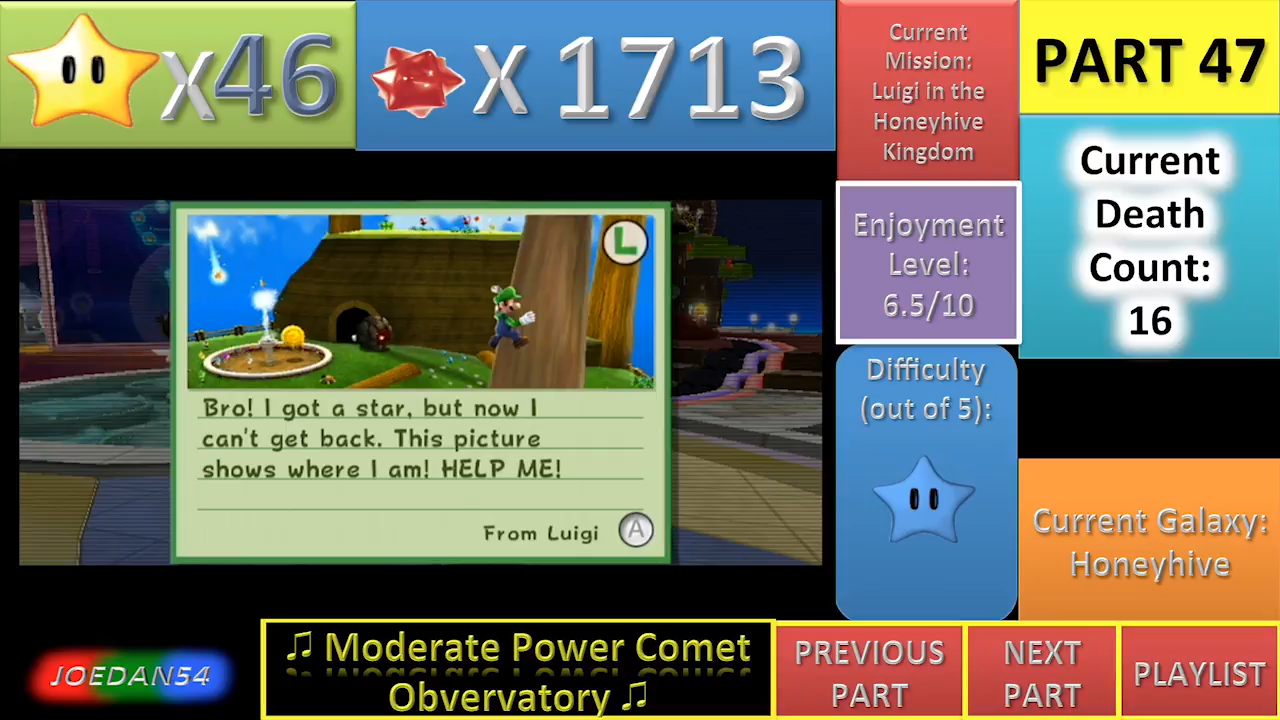 x46
X 1713
Current
Mission:
Luigi in the
Honeyhive
Kingdom
PART 47
Current
Death
Count:
16
Enjoyment
Level:
6.5/10
L
Bro! I got a star, but now I
can't get back. This picture
shows where I am! HELP ME!
From Luigi A
Difficulty
(out of 5):
Current Galaxy:
Honeyhive
JOEDAN54
♫ Moderate Power Comet
Obvervatory ♫
PREVIOUS
PART
NEXT
PART
PLAYLIST